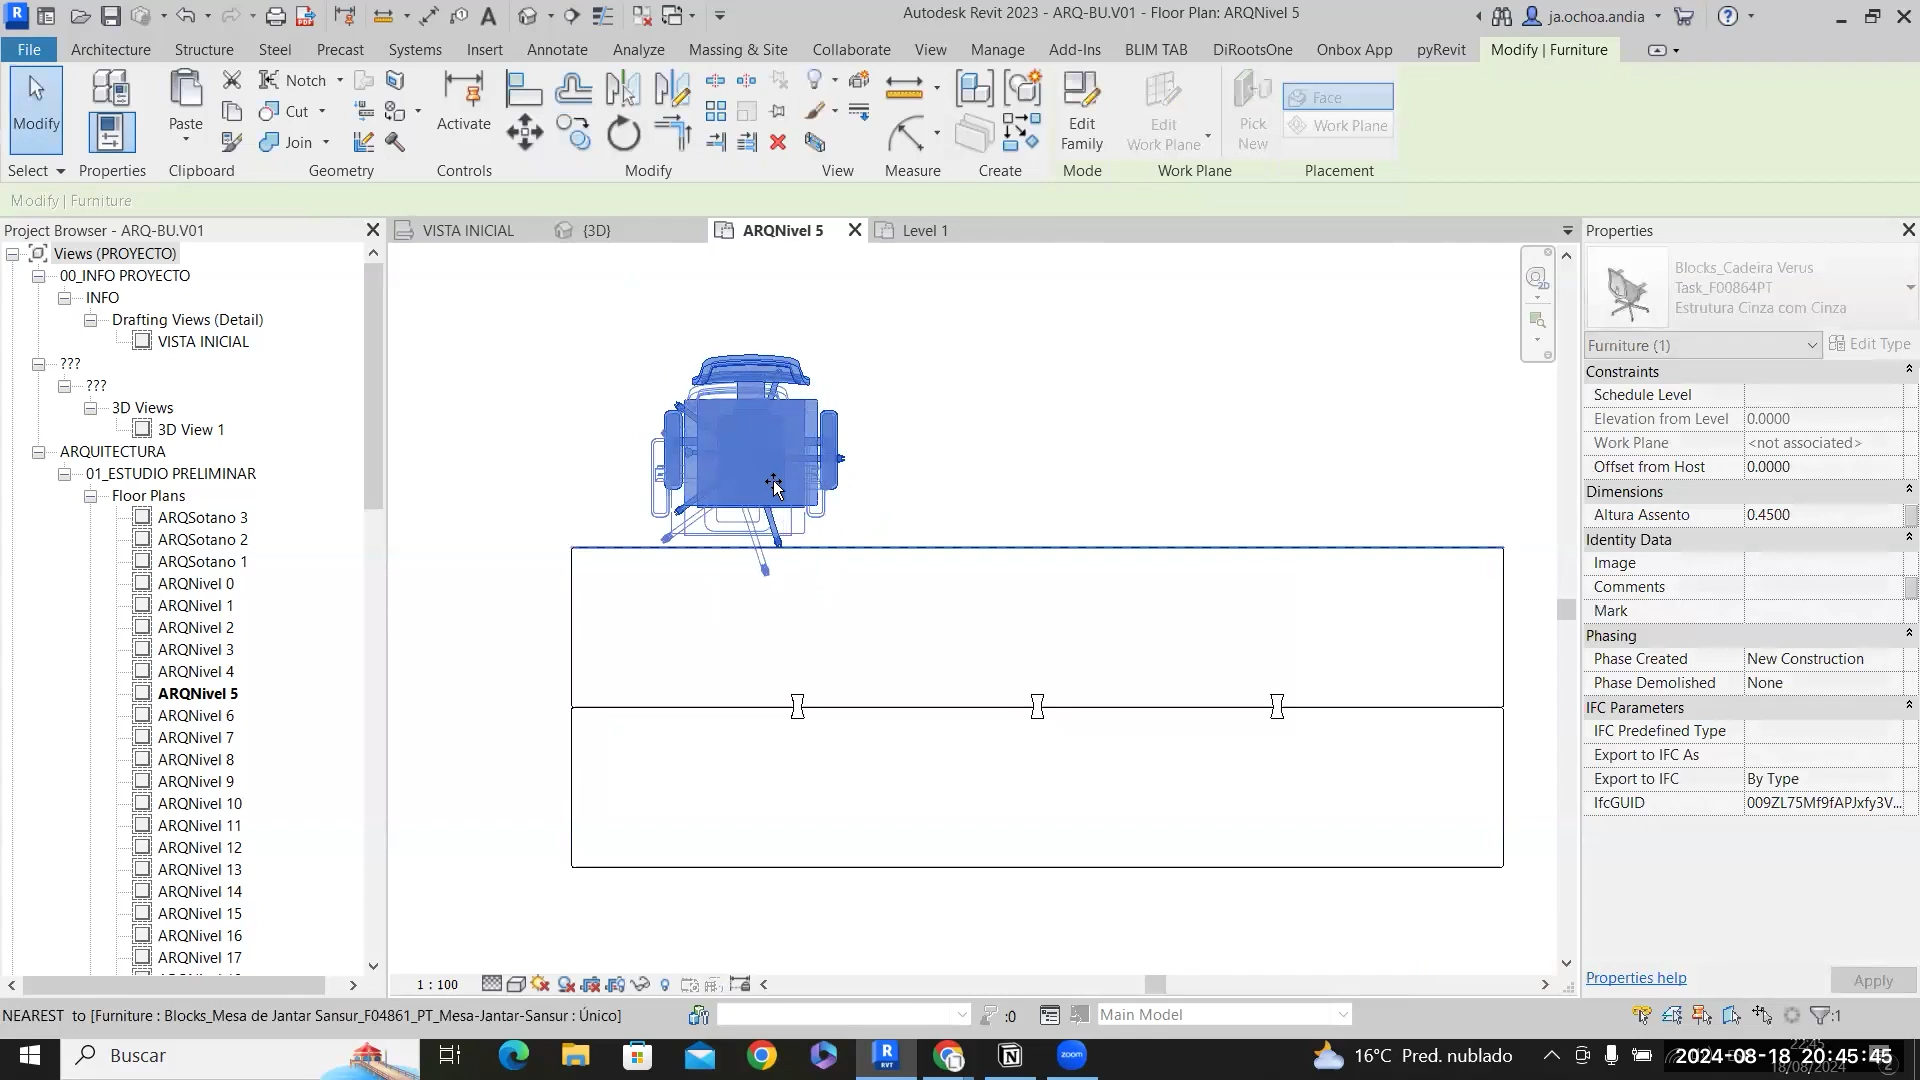 Autodesk Revit 2023 - ARQ-BU.V01 - Floor Plan: ARQNivel 5
ja.ochoa.andia
File Architecture Structure Steel Precast Systems Insert Annotate Analyze Massing & Site Collaborate View Manage Add-Ins BLIM TAB DiRootsOne Onbox App pyRevit Modify | Furniture
Modify
Paste
Notch
Cut
Join
Activate
Edit Family
Edit Work Plane
Pick New
Face
Work Plane
Select Properties Clipboard Geometry Controls Modify View Measure Create Mode Work Plane Placement
Modify | Furniture
Project Browser - ARQ-BU.V01
VISTA INICIAL
{3D}
ARQNivel 5
Level 1
Properties
Views (PROYECTO)
00_INFO PROYECTO
INFO
Drafting Views (Detail)
VISTA INICIAL
???
???
3D Views
3D View 1
ARQUITECTURA
01_ESTUDIO PRELIMINAR
Floor Plans
ARQSotano 3
ARQSotano 2
ARQSotano 1
ARQNivel 0
ARQNivel 1
ARQNivel 2
ARQNivel 3
ARQNivel 4
ARQNivel 5
ARQNivel 6
ARQNivel 7
ARQNivel 8
ARQNivel 9
ARQNivel 10
ARQNivel 11
ARQNivel 12
ARQNivel 13
ARQNivel 14
ARQNivel 15
ARQNivel 16
ARQNivel 17
Blocks_Cadeira Verus
Task_F00864PT
Estrutura Cinza com Cinza
Furniture (1)
Edit Type
Constraints
Schedule Level
Elevation from Level 0.0000
Work Plane <not associated>
Offset from Host 0.0000
Dimensions
Altura Assento 0.4500
Identity Data
Image
Comments
Mark
Phasing
Phase Created New Construction
Phase Demolished None
IFC Parameters
IFC Predefined Type
Export to IFC As
Export to IFC By Type
IfcGUID 009ZL75Mf9fAPJxfy3V...
Properties help
Apply
1 : 100
NEAREST to [Furniture : Blocks_Mesa de Jantar Sansur_F04861_PT_Mesa-Jantar-Sansur : Único]
:0
Main Model
:1
Buscar
16°C Pred. nublado
2024-08-18 20:45:45
18/08/2024